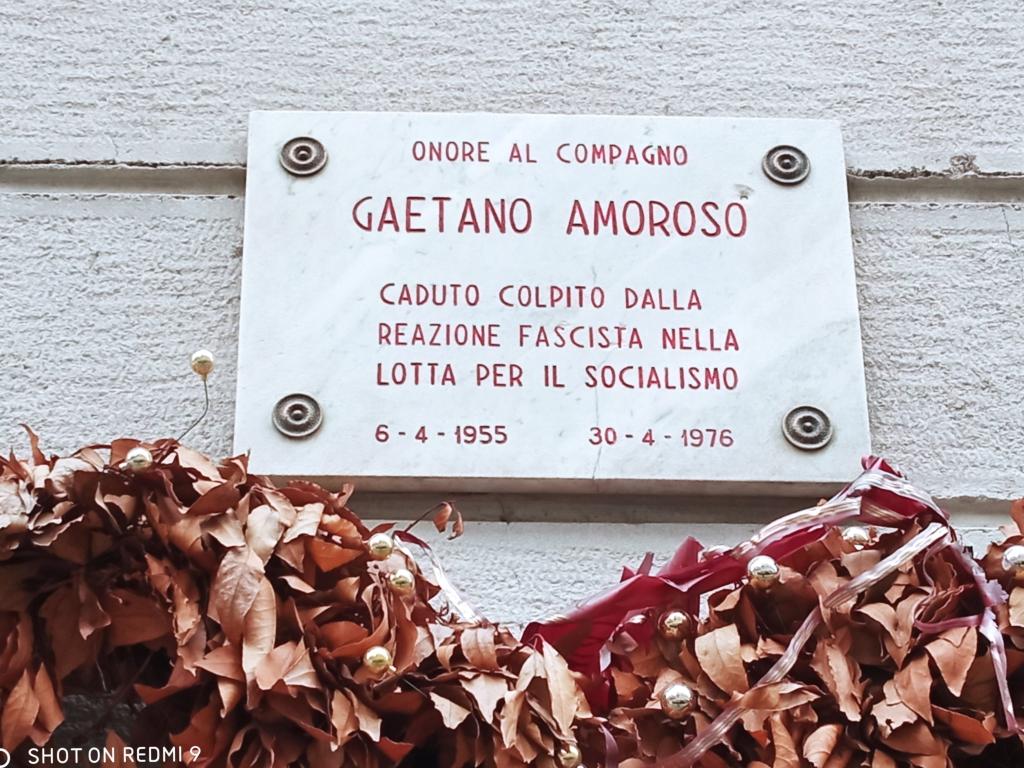 ONORE AL COMPAGNO
GAETANO AMOROSO
CADUTO COLPITO DALLA
REAZIONE FASCISTA NELLA
LOTTA PER IL SOCIALISMO
6-4-1955 30-4-1976
SHOT ON REDMI 9